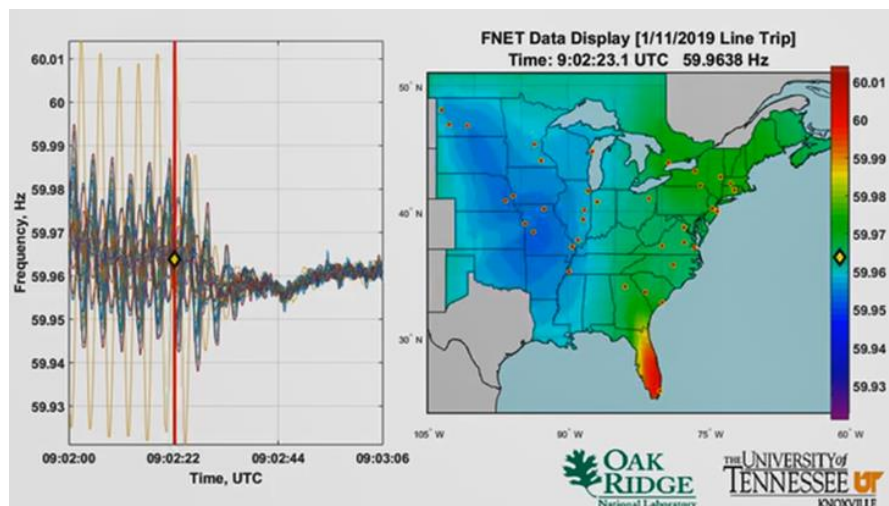 FNET Data Display [1/11/2019 Line Trip]
Time: 9:02:23.1 UTC 59.9638 Hz
60.01
60
59.99
59.98
59.97
59.96
59.95
59.94
59.93
Frequency, Hz
09:02:00
09:02:22
09:02:44
09:03:06
Time, UTC
50° N
40° N
30° N
105° W
90° W
75° W
60° W
60.01
60
59.99
59.98
59.97
59.96
59.95
59.94
59.93
OAK
RIDGE
National Laboratory
THE UNIVERSITY of
TENNESSEE UT
KNOXVILLE